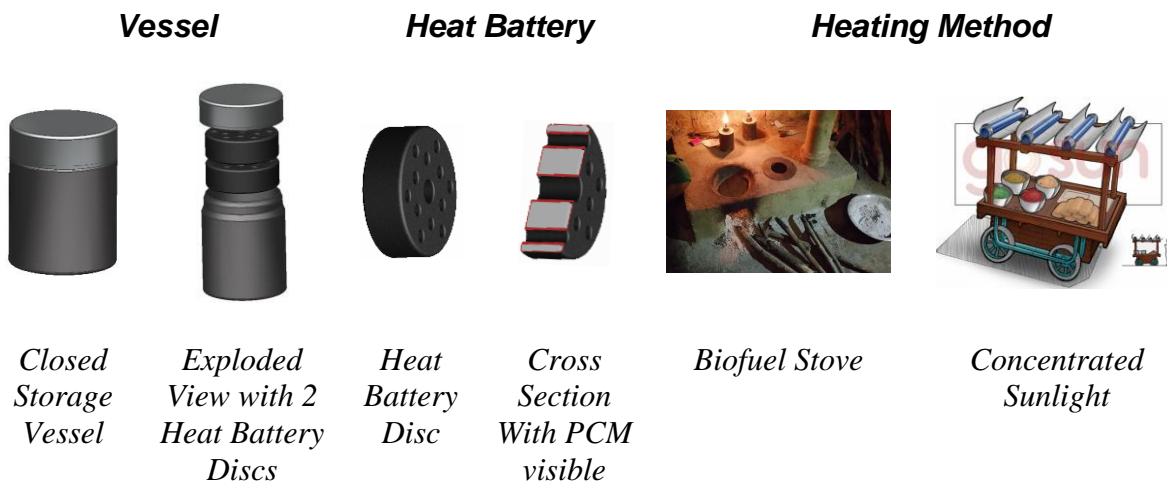 Vessel
Heat Battery
Heating Method
gosun
Closed
Storage
Vessel
Exploded
View with 2
Heat Battery
Discs
Heat
Battery
Disc
Cross
Section
With PCM
visible
Biofuel Stove
Concentrated
Sunlight